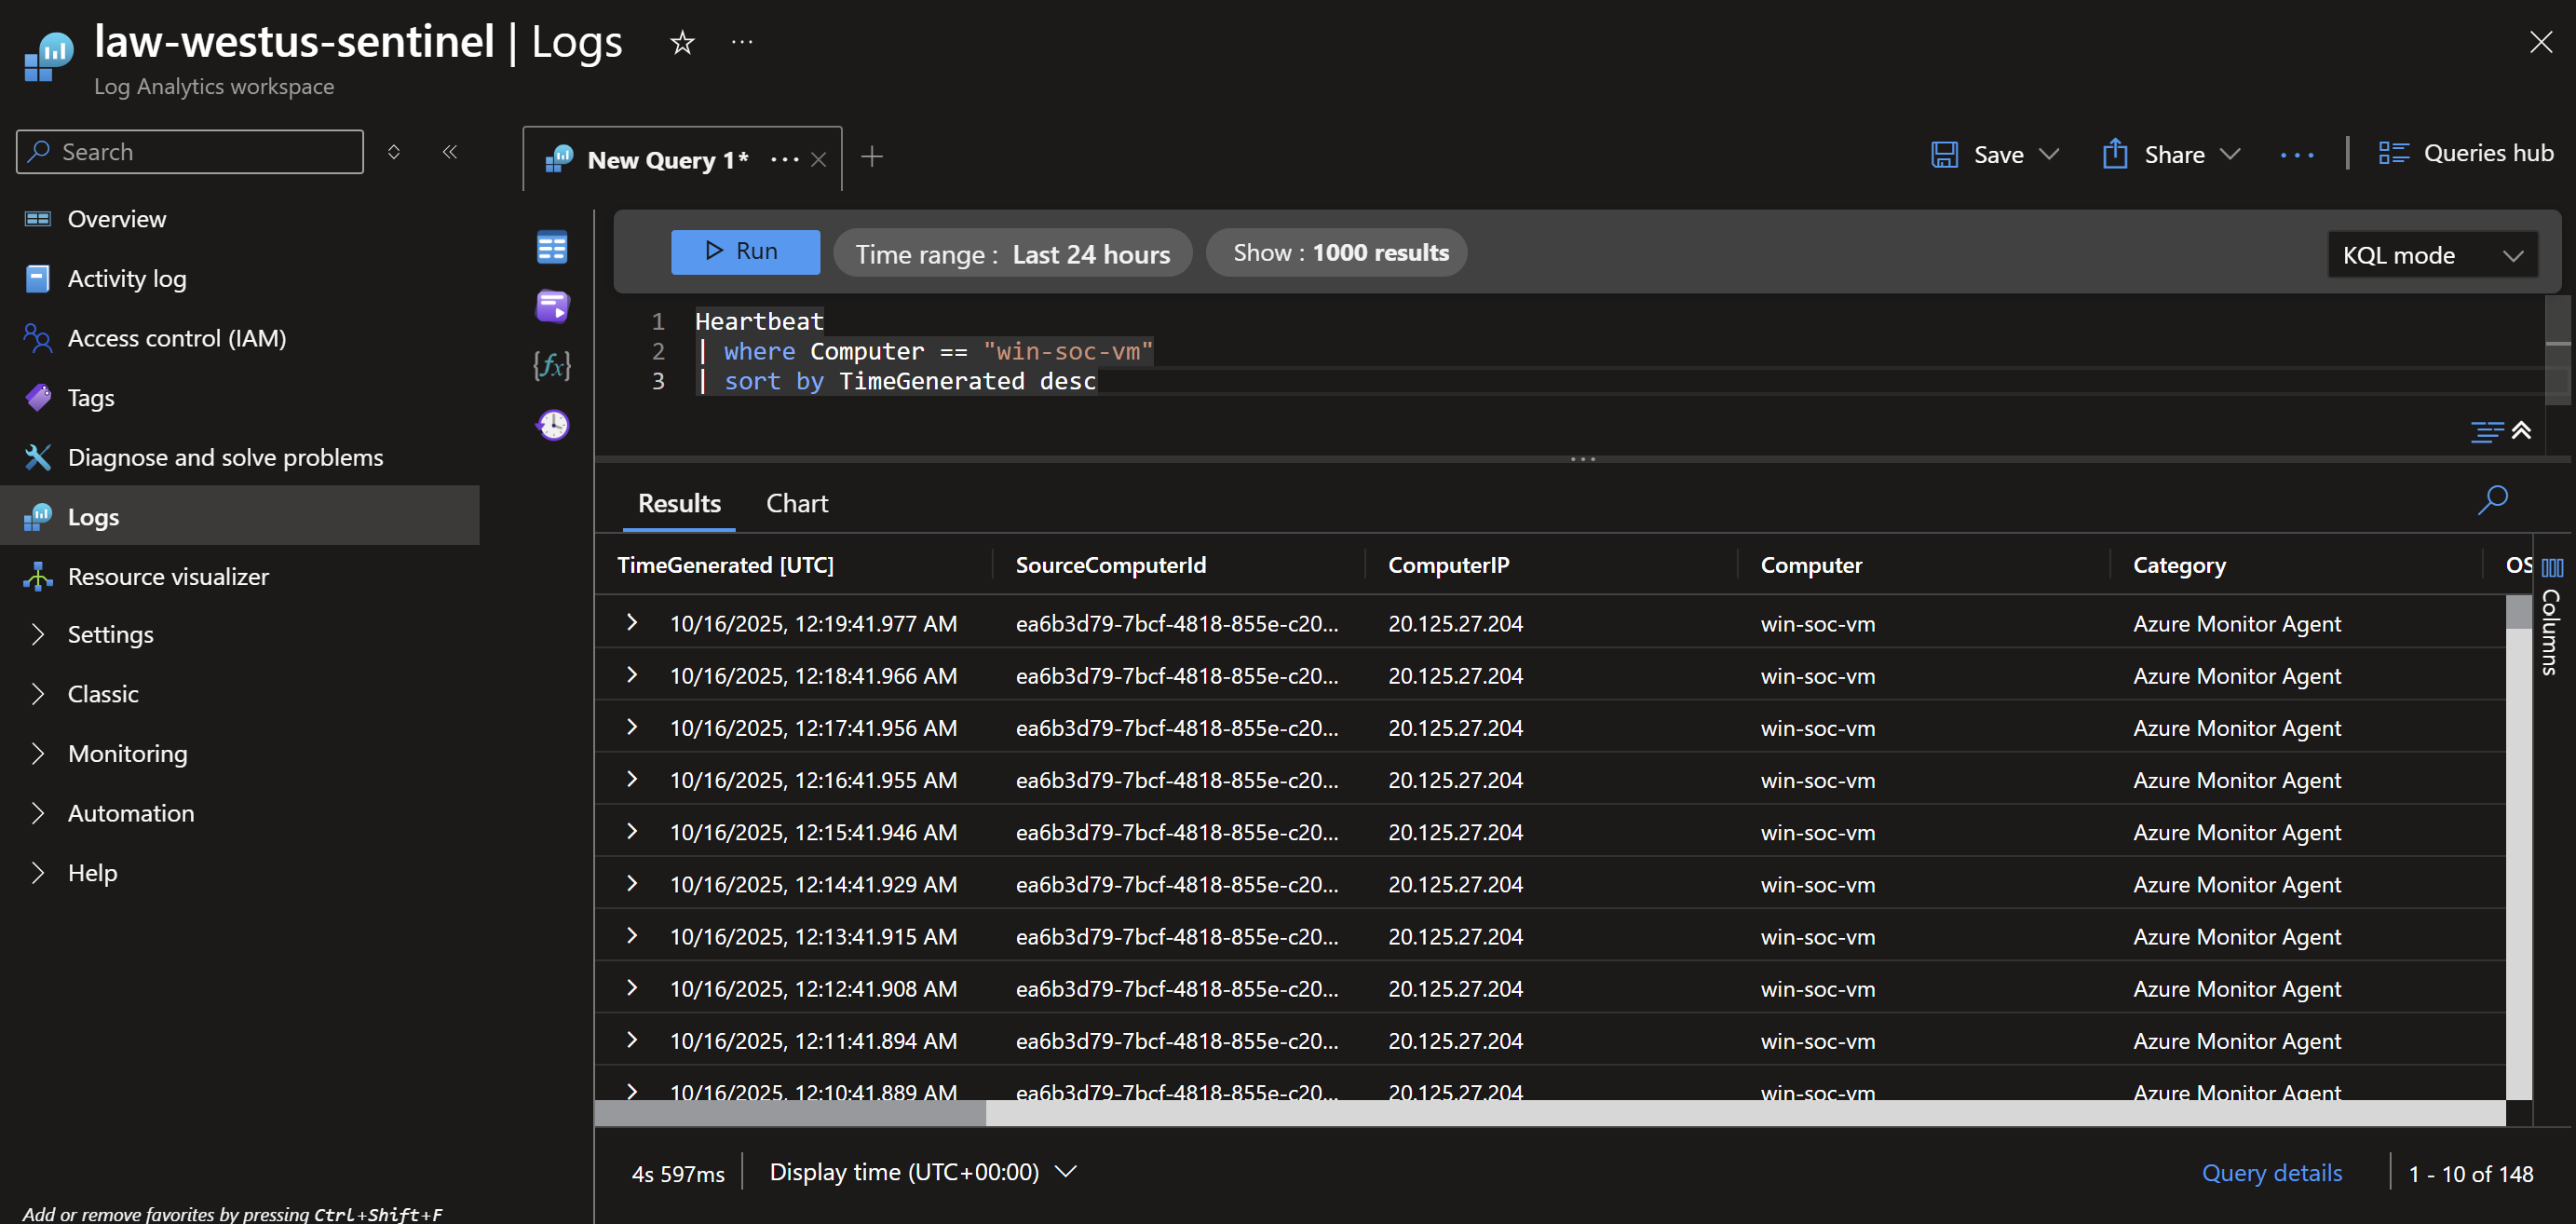 law-westus-sentinel | Logs
Log Analytics workspace
Search
Overview
Activity log
Access control (IAM)
Tags
Diagnose and solve problems
Logs
Resource visualizer
Settings
Classic
Monitoring
Automation
Help
Add or remove favorites by pressing Ctrl+Shift+F
New Query 1*
Save
Share
Queries hub
Run
Time range : Last 24 hours
Show : 1000 results
KQL mode
1 Heartbeat
2 | where Computer == "win-soc-vm"
3 | sort by TimeGenerated desc
Results Chart
TimeGenerated [UTC] SourceComputerId ComputerIP Computer Category OS
10/16/2025, 12:19:41.977 AM ea6b3d79-7bcf-4818-855e-c20... 20.125.27.204 win-soc-vm Azure Monitor Agent
10/16/2025, 12:18:41.966 AM ea6b3d79-7bcf-4818-855e-c20... 20.125.27.204 win-soc-vm Azure Monitor Agent
10/16/2025, 12:17:41.956 AM ea6b3d79-7bcf-4818-855e-c20... 20.125.27.204 win-soc-vm Azure Monitor Agent
10/16/2025, 12:16:41.955 AM ea6b3d79-7bcf-4818-855e-c20... 20.125.27.204 win-soc-vm Azure Monitor Agent
10/16/2025, 12:15:41.946 AM ea6b3d79-7bcf-4818-855e-c20... 20.125.27.204 win-soc-vm Azure Monitor Agent
10/16/2025, 12:14:41.929 AM ea6b3d79-7bcf-4818-855e-c20... 20.125.27.204 win-soc-vm Azure Monitor Agent
10/16/2025, 12:13:41.915 AM ea6b3d79-7bcf-4818-855e-c20... 20.125.27.204 win-soc-vm Azure Monitor Agent
10/16/2025, 12:12:41.908 AM ea6b3d79-7bcf-4818-855e-c20... 20.125.27.204 win-soc-vm Azure Monitor Agent
10/16/2025, 12:11:41.894 AM ea6b3d79-7bcf-4818-855e-c20... 20.125.27.204 win-soc-vm Azure Monitor Agent
10/16/2025, 12:10:41.889 AM ea6b3d79-7bcf-4818-855e-c20... 20.125.27.204 win-soc-vm Azure Monitor Agent
Columns
4s 597ms
Display time (UTC+00:00)
Query details
1 - 10 of 148